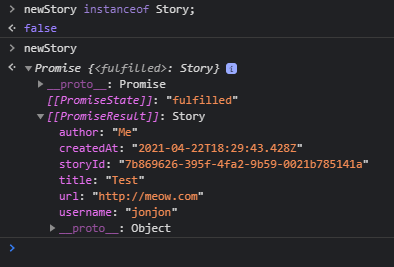 newStory instanceof Story;
false
newStory
Promise {<fulfilled>: Story} i
__proto__: Promise
[[PromiseState]]: "fulfilled"
[[PromiseResult]]: Story
author: "Me"
createdAt: "2021-04-22T18:29:43.428Z"
storyId: "7b869626-395f-4fa2-9b59-0021b785141a"
title: "Test"
url: "http://meow.com"
username: "jonjon"
__proto__: Object